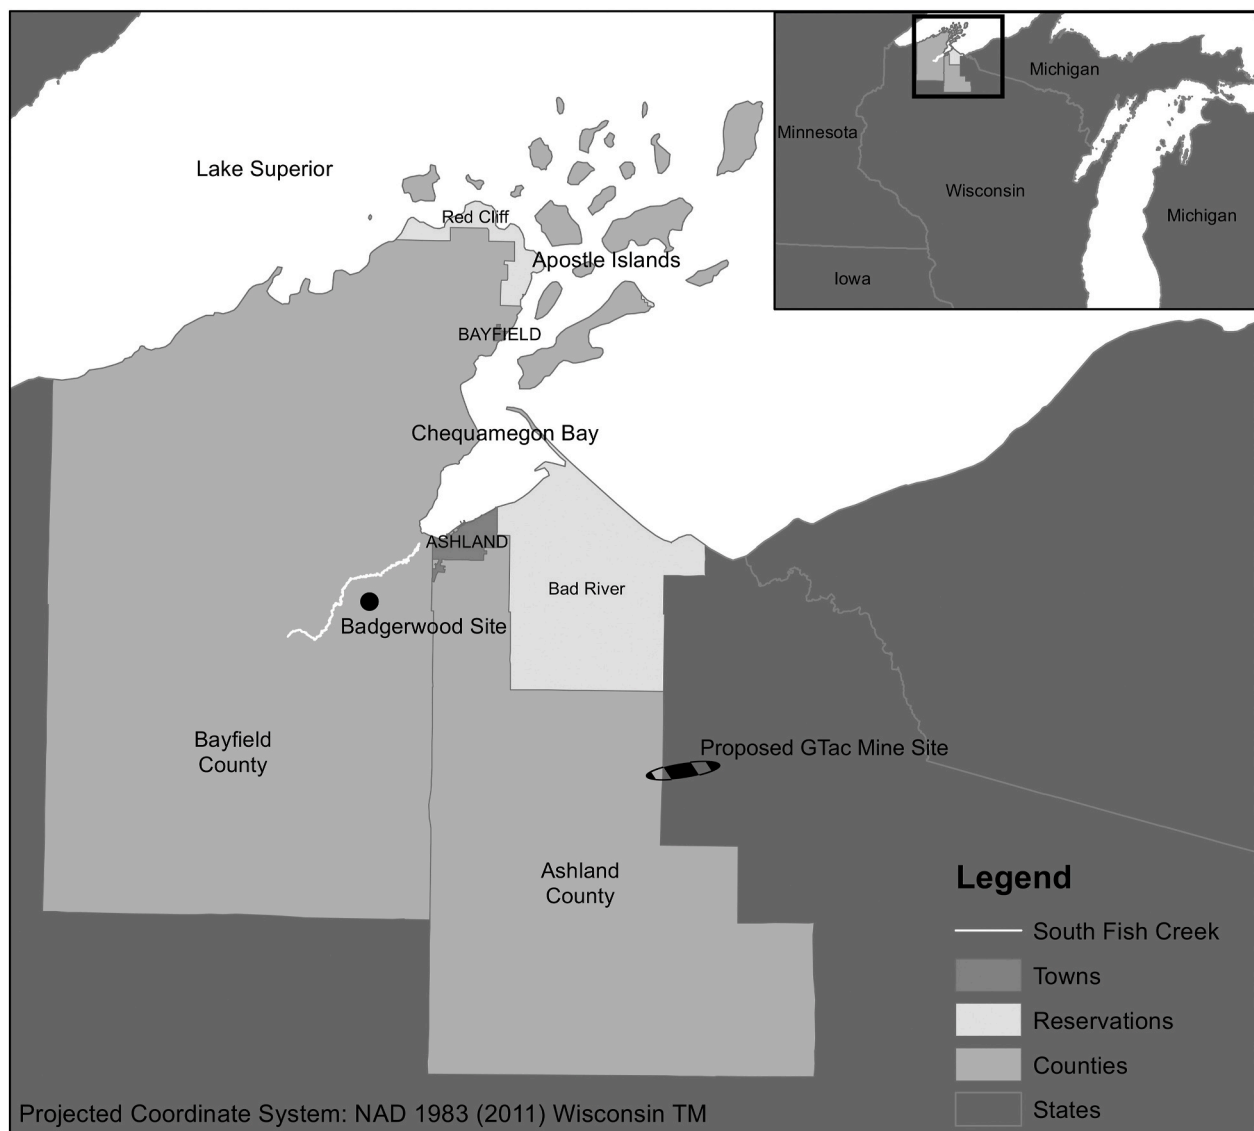 Minnesota
Michigan
Wisconsin
Michigan
Iowa
Lake Superior
Red Cliff
Apostle Islands
BAYFIELD
Chequamegon Bay
ASHLAND
Bad River
Badgerwood Site
Bayfield
County
Proposed GTac Mine Site
Ashland
County
Legend
South Fish Creek
Towns
Reservations
Counties
States
Projected Coordinate System: NAD 1983 (2011) Wisconsin TM